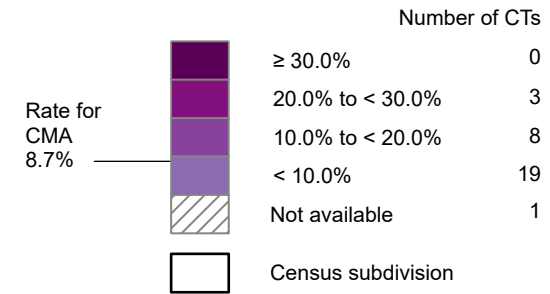 Number of CTs
≥ 30.0% 0
20.0% to < 30.0% 3
Rate for
CMA
8.7%
10.0% to < 20.0% 8
< 10.0% 19
Not available 1
Census subdivision